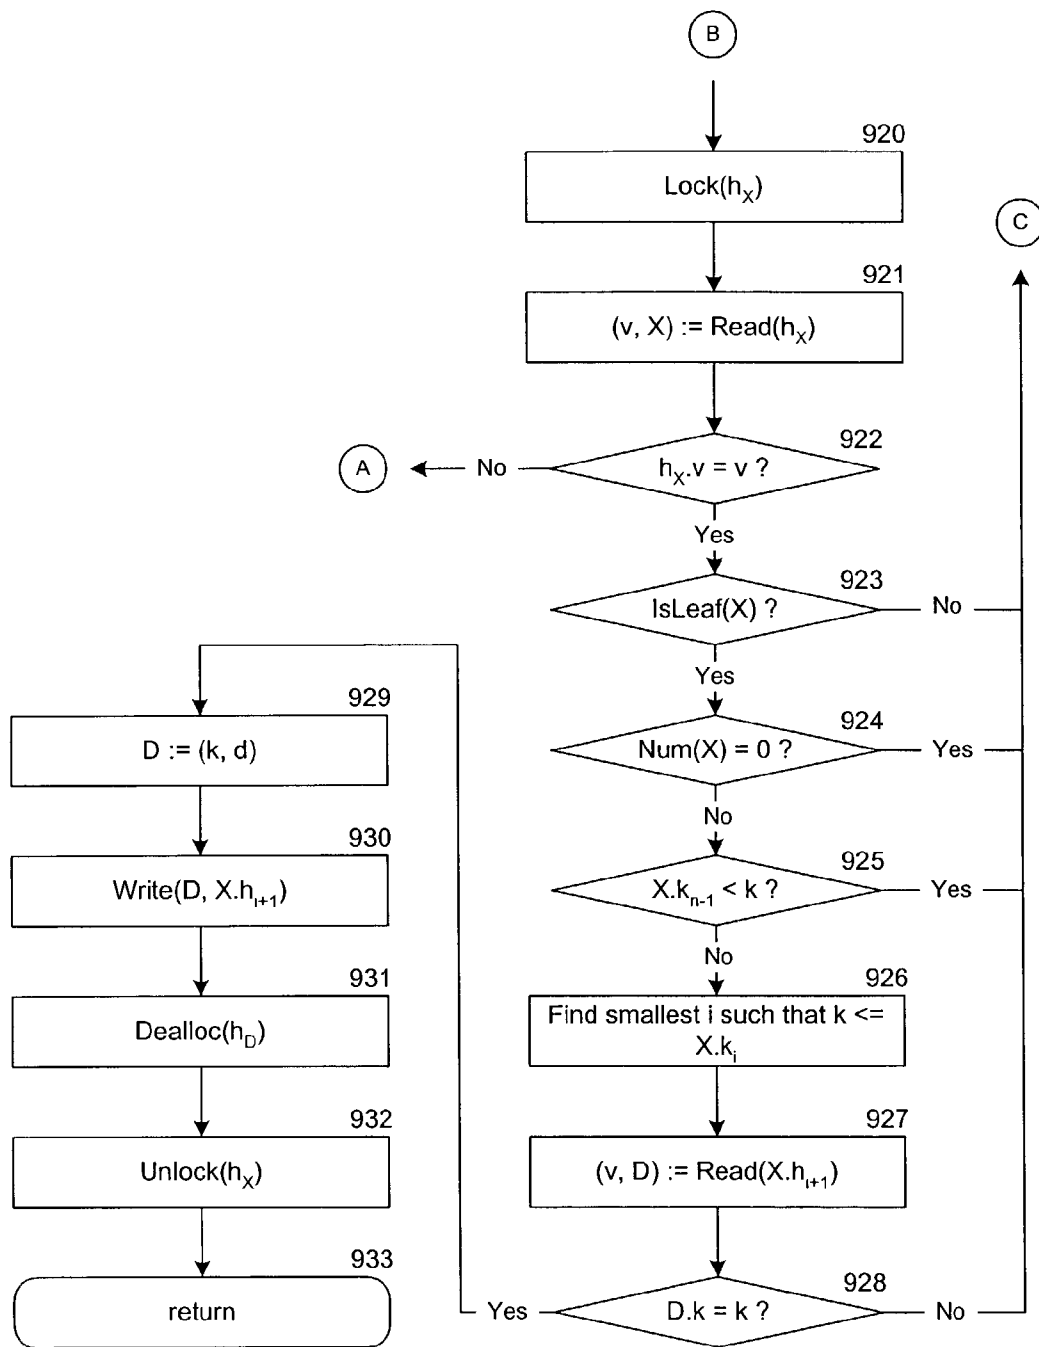 B
920
Lock(hX)
C
921
(v, X) := Read(hX)
922
A
No
hX.v = v ?
Yes
923
IsLeaf(X) ?
No
Yes
929
D := (k, d)
924
Num(X) = 0 ?
Yes
No
930
Write(D, X.hi+1)
925
X.kn-1 < k ?
Yes
No
931
Dealloc(hD)
926
Find smallest i such that k <=
X.ki
932
Unlock(hX)
927
(v, D) := Read(X.hi+1)
933
return
928
Yes
D.k = k ?
No